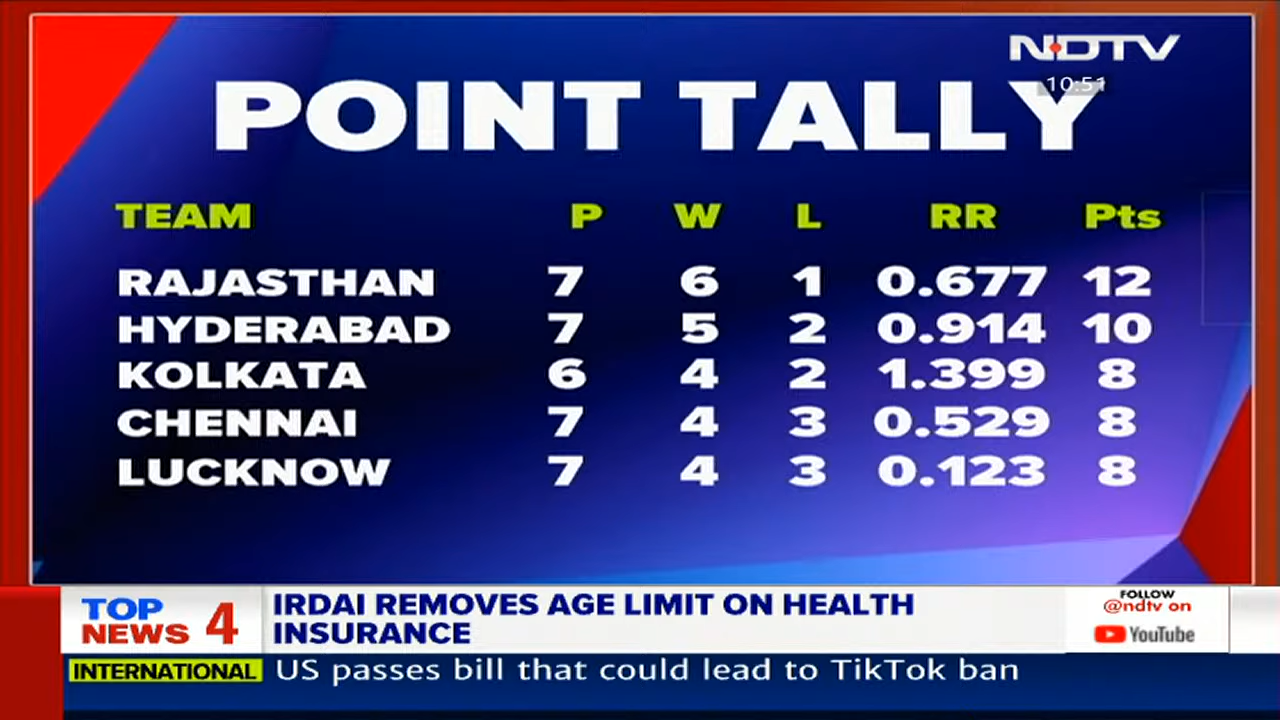 NDTV
10:51
POINT TALLY
TEAM P W L RR Pts
RAJASTHAN 7 6 1 0.677 12
HYDERABAD 7 5 2 0.914 10
KOLKATA 6 4 2 1.399 8
CHENNAI 7 4 3 0.529 8
LUCKNOW 7 4 3 0.123 8
TOP NEWS 4
IRDAI REMOVES AGE LIMIT ON HEALTH
INSURANCE
FOLLOW
@ndtv on
YouTube
INTERNATIONAL US passes bill that could lead to TikTok ban